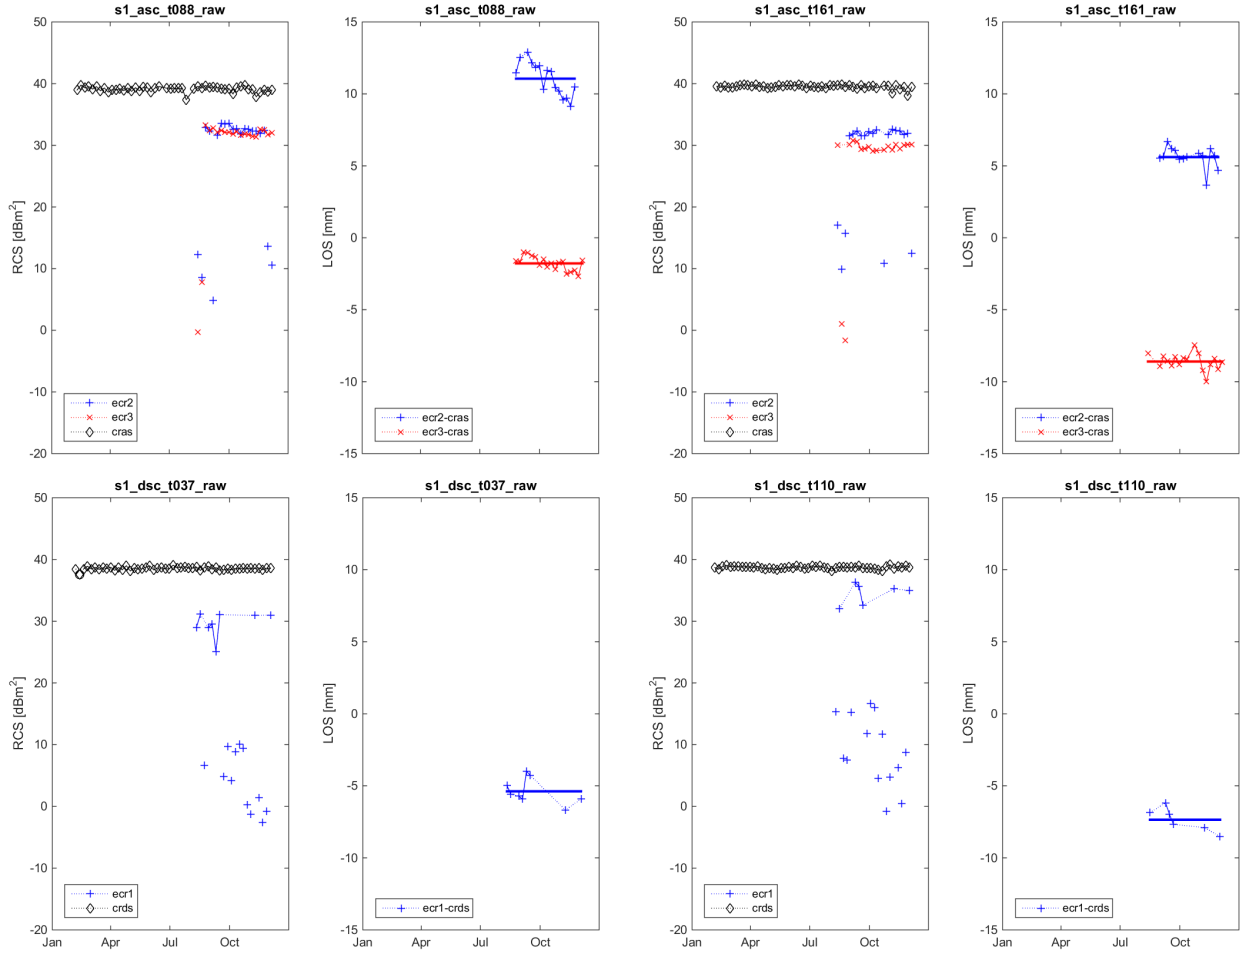 s1_asc_t088_raw
50
40
30
20
10
0
-10
-20
RCS [dBm2]
ecr2
ecr3
cras
s1_asc_t088_raw
15
10
5
0
-5
-10
-15
LOS [mm]
ecr2-cras
ecr3-cras
s1_asc_t161_raw
50
40
30
20
10
0
-10
-20
RCS [dBm2]
ecr2
ecr3
cras
s1_asc_t161_raw
15
10
5
0
-5
-10
-15
LOS [mm]
ecr2-cras
ecr3-cras
s1_dsc_t037_raw
50
40
30
20
10
0
-10
-20
RCS [dBm2]
ecr1
crds
Jan Apr Jul Oct
s1_dsc_t037_raw
15
10
5
0
-5
-10
-15
LOS [mm]
ecr1-crds
Jan Apr Jul Oct
s1_dsc_t110_raw
50
40
30
20
10
0
-10
-20
RCS [dBm2]
ecr1
crds
Jan Apr Jul Oct
s1_dsc_t110_raw
15
10
5
0
-5
-10
-15
LOS [mm]
ecr1-crds
Jan Apr Jul Oct